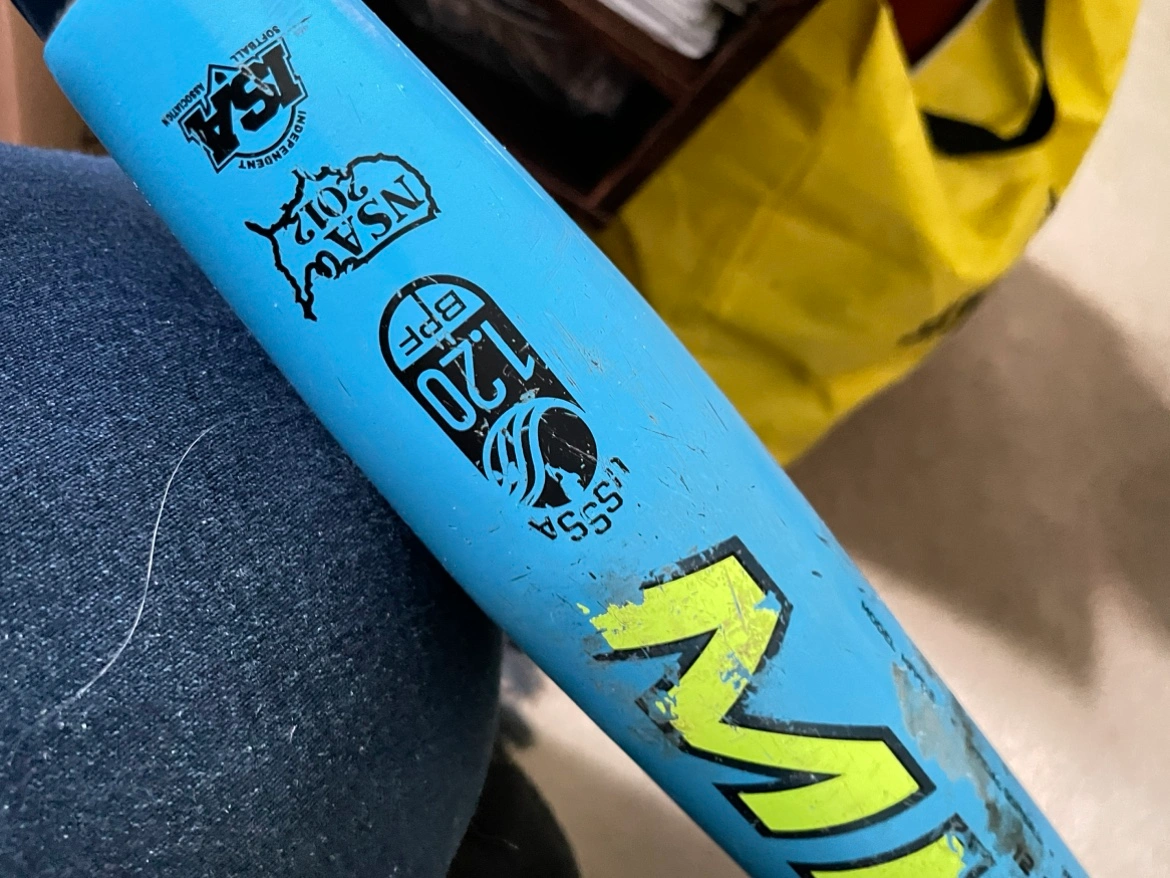 SOFTBALL
ISA
ASSOCIATION
INDEPENDENT
NSA
2012
BPF
1.20
USSSA
MI